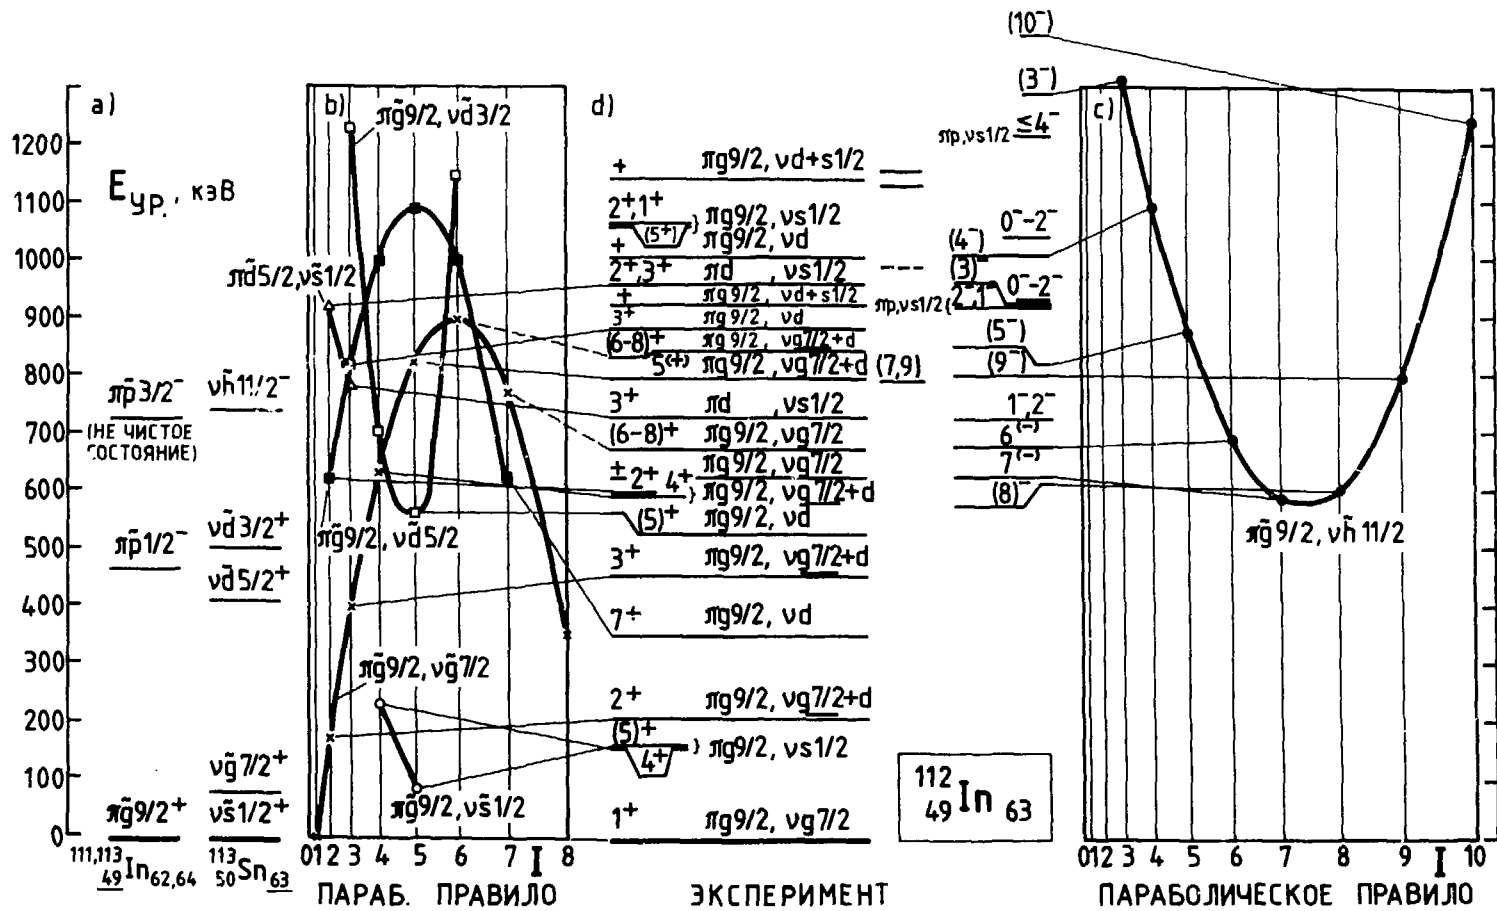 a)
1200
1100
1000
900
800
700
600
500
400
300
200
100
0
Eур., кэВ
πp̃3/2⁻
νh̃11/2⁻
(НЕ ЧИСТОЕ
СОСТОЯНИЕ)
πp̃1/2⁻
νd̃3/2⁺
νd̃5/2⁺
νg̃7/2⁺
πg̃9/2⁺
νs̃1/2⁺
¹¹¹,¹¹³₄₉In₆₂,₆₄
¹¹³₅₀Sn₆₃
b)
πg̃9/2, νd̃3/2
πd̃5/2, νs̃1/2
πg̃9/2, νd̃5/2
πg̃9/2, νg̃7/2
πg̃9/2, νs̃1/2
0 1 2 3 4 5 6 7 I 8
ПАРАБ. ПРАВИЛО
d)
+ πg9/2, νd+s1/2
2⁺,1⁺ } πg9/2, νs1/2
(5⁺)
+ πg9/2, νd
2⁺,3⁺ πd , νs1/2
+ πg9/2, νd+s1/2
3⁺ πg9/2, νd
(6-8)⁺ πg9/2, νg7/2+d
5⁽⁺⁾ πg9/2, νg7/2+d (7,9)
3⁺ πd , νs1/2
(6-8)⁺ πg9/2, νg7/2
± πg9/2, νg7/2
2⁺ 4⁺ } πg9/2, νg7/2+d
(5)⁺ πg9/2, νd
3⁺ πg9/2, νg7/2+d
7⁺ πg9/2, νd
2⁺ πg9/2, νg7/2+d
(5)⁺
4⁺ } πg9/2, νs1/2
1⁺ πg9/2, νg7/2
ЭКСПЕРИМЕНТ
(10⁻)
(3⁻)
πp, νs1/2 ≤4⁻
0⁻-2⁻
(4⁻)
(3)⁻
πp, νs1/2 { 2⁻1⁻ 0⁻-2⁻
(5⁻)
(9⁻)
1⁻,2⁻
6⁽⁻⁾
7⁽⁻⁾
(8)⁻
¹¹²₄₉In₆₃
c)
πg̃9/2, νh̃11/2
0 1 2 3 4 5 6 7 8 9 I 10
ПАРАБОЛИЧЕСКОЕ ПРАВИЛО